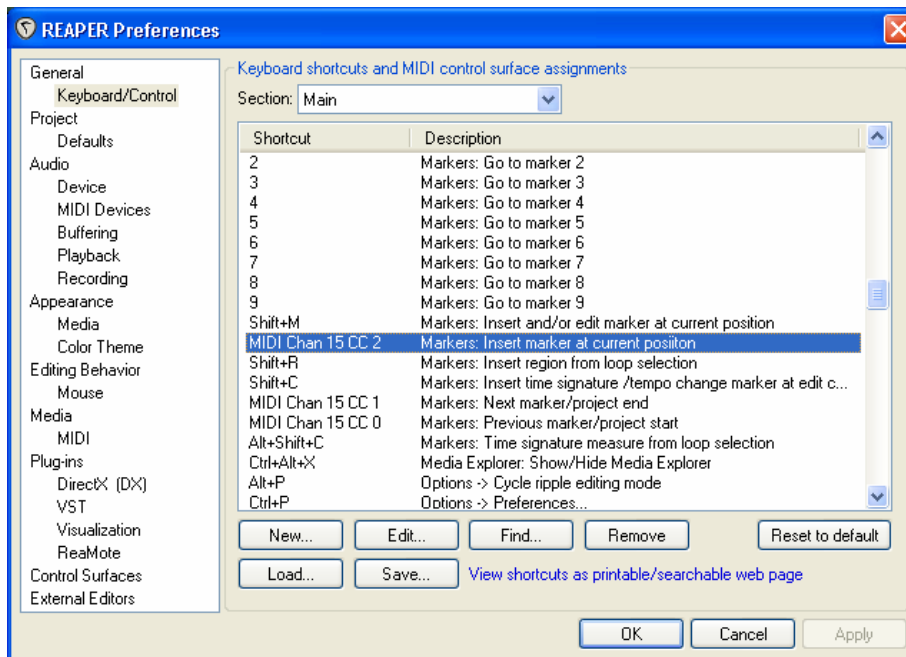 REAPER Preferences
General
Keyboard/Control
Project
Defaults
Audio
Device
MIDI Devices
Buffering
Playback
Recording
Appearance
Media
Color Theme
Editing Behavior
Mouse
Media
MIDI
Plug-ins
DirectX (DX)
VST
Visualization
ReaMote
Control Surfaces
External Editors
Keyboard shortcuts and MIDI control surface assignments
Section: Main
Shortcut Description
2 Markers: Go to marker 2
3 Markers: Go to marker 3
4 Markers: Go to marker 4
5 Markers: Go to marker 5
6 Markers: Go to marker 6
7 Markers: Go to marker 7
8 Markers: Go to marker 8
9 Markers: Go to marker 9
Shift+M Markers: Insert and/or edit marker at current position
MIDI Chan 15 CC 2 Markers: Insert marker at current posiiton
Shift+R Markers: Insert region from loop selection
Shift+C Markers: Insert time signature /tempo change marker at edit c...
MIDI Chan 15 CC 1 Markers: Next marker/project end
MIDI Chan 15 CC 0 Markers: Previous marker/project start
Alt+Shift+C Markers: Time signature measure from loop selection
Ctrl+Alt+X Media Explorer: Show/Hide Media Explorer
Alt+P Options -> Cycle ripple editing mode
Ctrl+P Options -> Preferences...
New... Edit... Find... Remove Reset to default
Load... Save... View shortcuts as printable/searchable web page
OK Cancel Apply